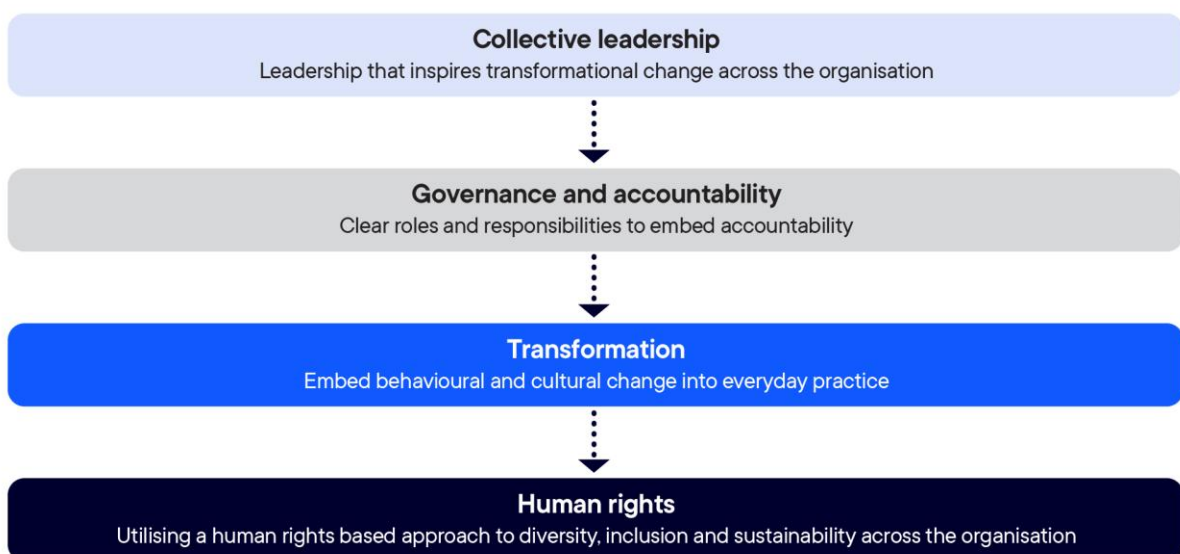 Collective leadership
Leadership that inspires transformational change across the organisation
Governance and accountability
Clear roles and responsibilities to embed accountability
Transformation
Embed behavioural and cultural change into everyday practice
Human rights
Utilising a human rights based approach to diversity, inclusion and sustainability across the organisation